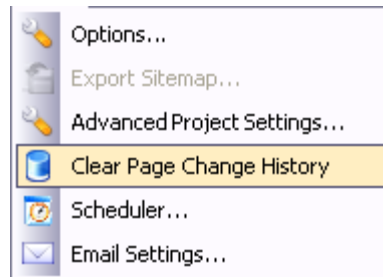 Options...
Export Sitemap...
Advanced Project Settings...
Clear Page Change History
Scheduler...
Email Settings...